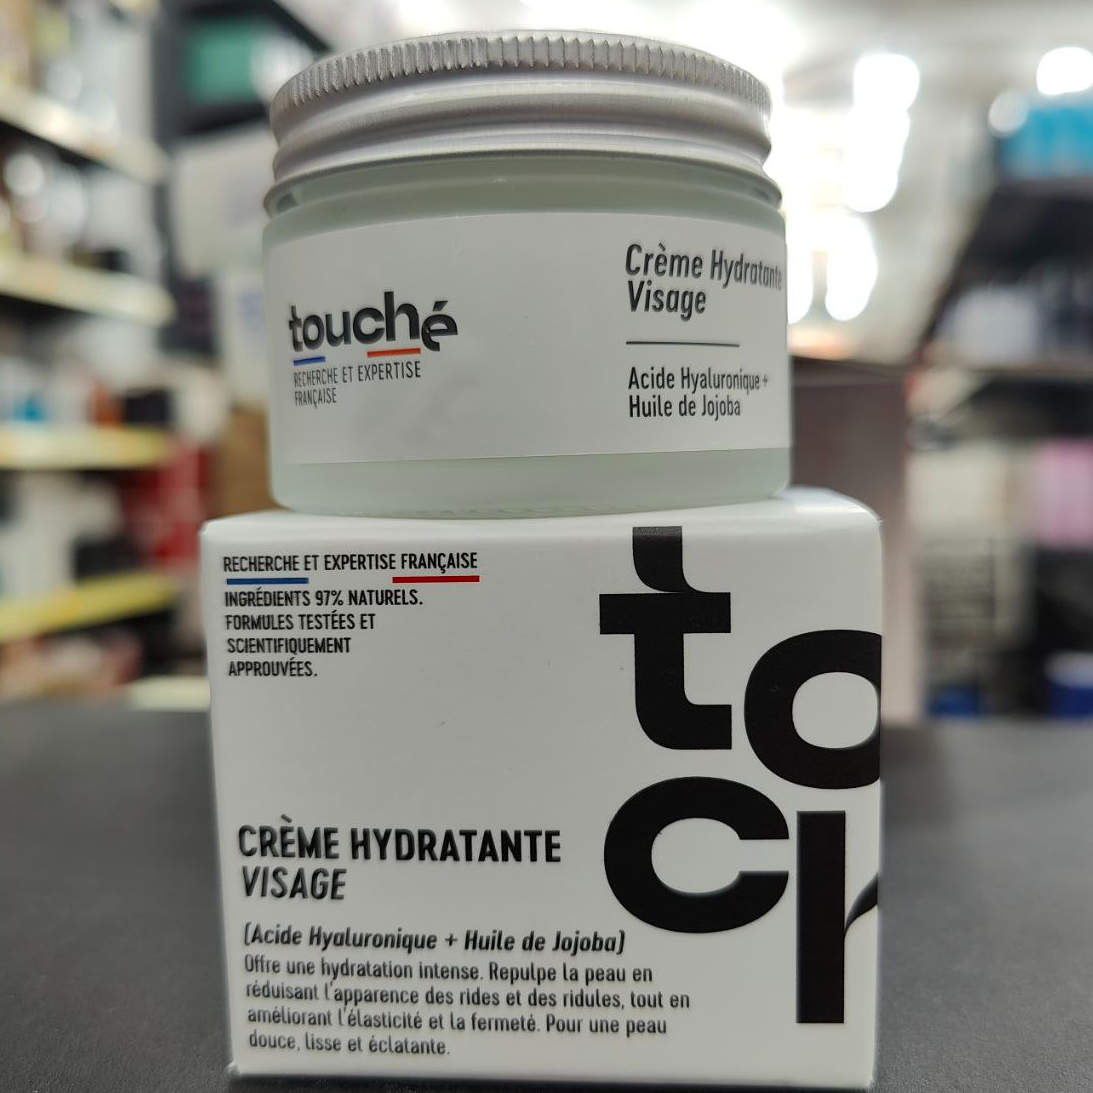 touché
RECHERCHE ET EXPERTISE
FRANÇAISE
Crème Hydratante
Visage
Acide Hyaluronique +
Huile de Jojoba
RECHERCHE ET EXPERTISE FRANÇAISE
INGRÉDIENTS 97% NATURELS.
FORMULES TESTÉES ET
SCIENTIFIQUEMENT
APPROUVÉES.
to
ch
CRÈME HYDRATANTE
VISAGE
(Acide Hyaluronique + Huile de Jojoba)
Offre une hydratation intense. Repulpe la peau en
réduisant l'apparence des rides et des ridules, tout en
améliorant l'élasticité et la fermeté. Pour une peau
douce, lisse et éclatante.